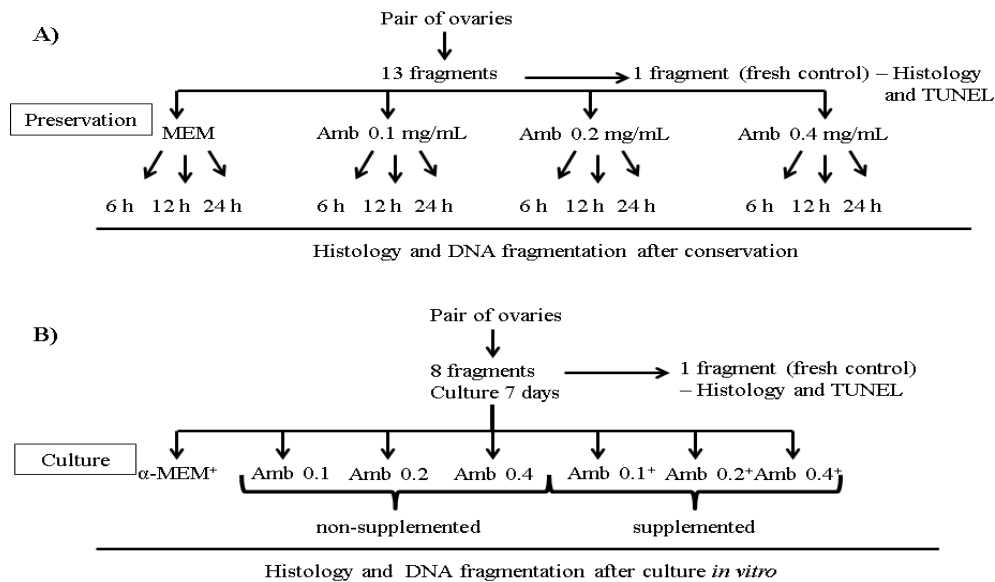 Pair of ovaries
A)
13 fragments
1 fragment (fresh control) – Histology
and TUNEL
Preservation
MEM
Amb 0.1 mg/mL
Amb 0.2 mg/mL
Amb 0.4 mg/mL
6 h 12 h 24 h
6 h 12 h 24 h
6 h 12 h 24 h
6 h 12 h 24 h
Histology and DNA fragmentation after conservation
Pair of ovaries
B)
8 fragments
Culture 7 days
1 fragment (fresh control)
– Histology and TUNEL
Culture
α-MEM⁺
Amb 0.1
Amb 0.2
Amb 0.4
Amb 0.1⁺
Amb 0.2⁺
Amb 0.4⁺
non-supplemented
supplemented
Histology and DNA fragmentation after culture in vitro